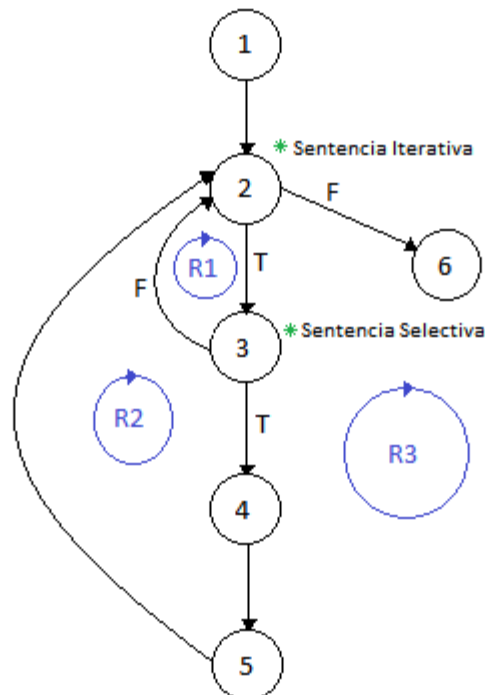 1
* Sentencia Iterativa
2
F
R1
T
6
F
3
* Sentencia Selectiva
R2
T
R3
4
5